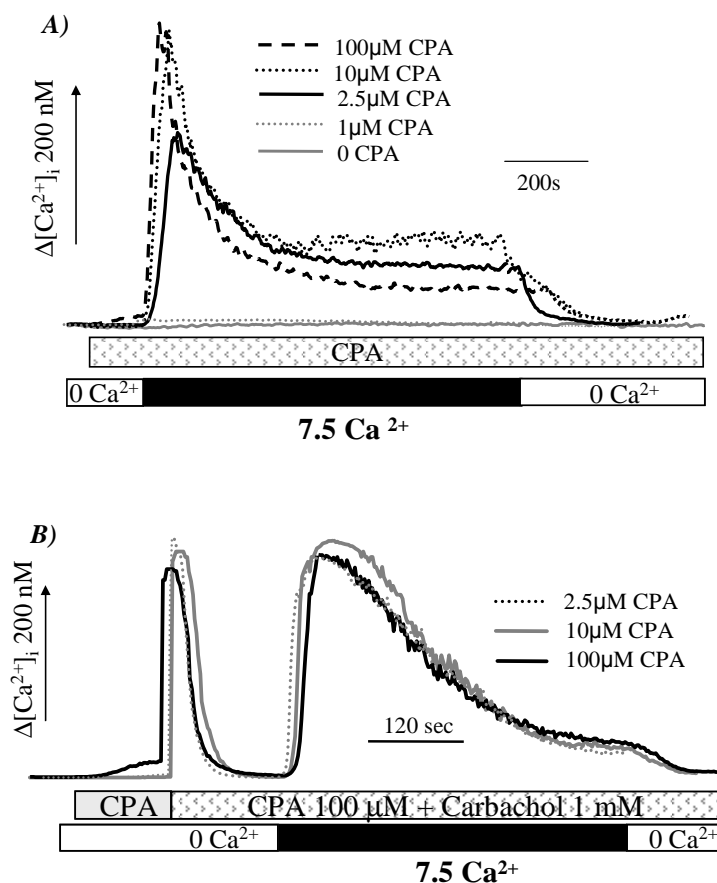 A)
100μM CPA
10μM CPA
2.5μM CPA
1μM CPA
0 CPA
Δ[Ca²⁺]ᵢ 200 nM
200s
CPA
0 Ca²⁺
0 Ca²⁺
7.5 Ca ²⁺
B)
2.5μM CPA
10μM CPA
100μM CPA
Δ[Ca²⁺]ᵢ 200 nM
120 sec
CPA
CPA 100 μM + Carbachol 1 mM
0 Ca²⁺
0 Ca²⁺
7.5 Ca²⁺